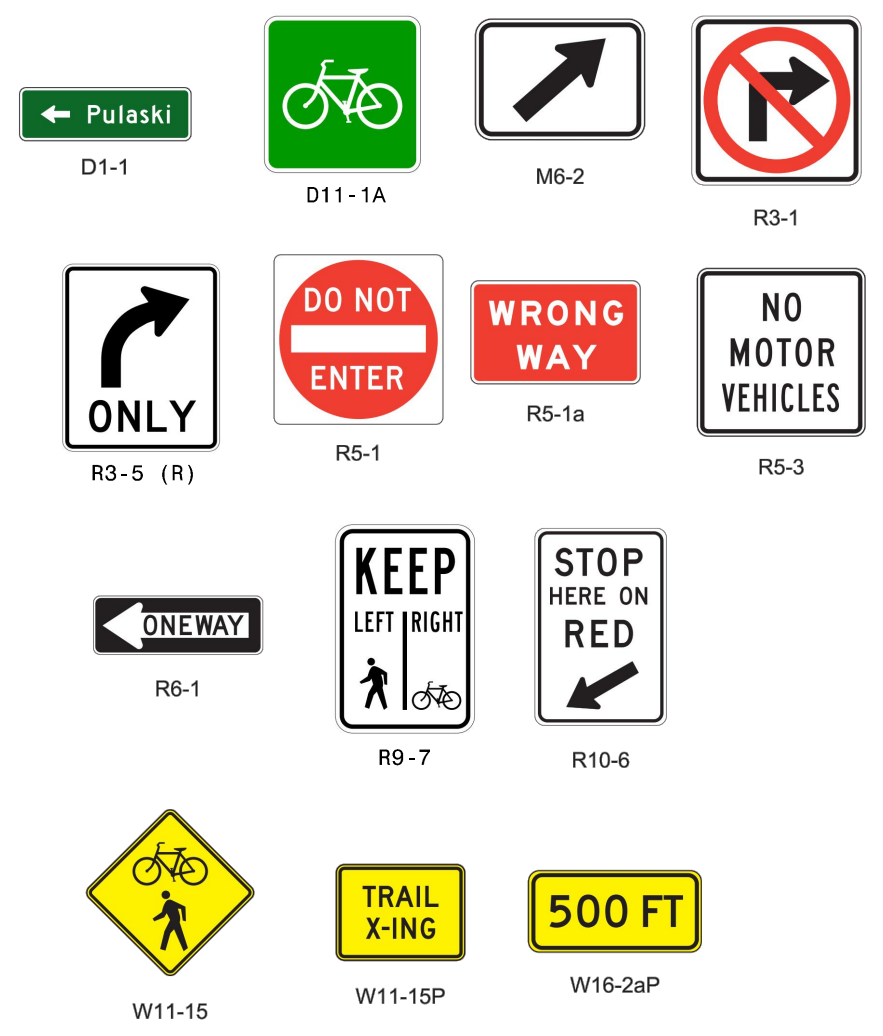 Pulaski
D1-1
D11-1A
M6-2
R3-1
ONLY
R3-5 (R)
DO NOT
ENTER
R5-1
WRONG
WAY
R5-1a
NO
MOTOR
VEHICLES
R5-3
ONEWAY
R6-1
KEEP
LEFT RIGHT
R9-7
STOP
HERE ON
RED
R10-6
W11-15
TRAIL
X-ING
W11-15P
500 FT
W16-2aP